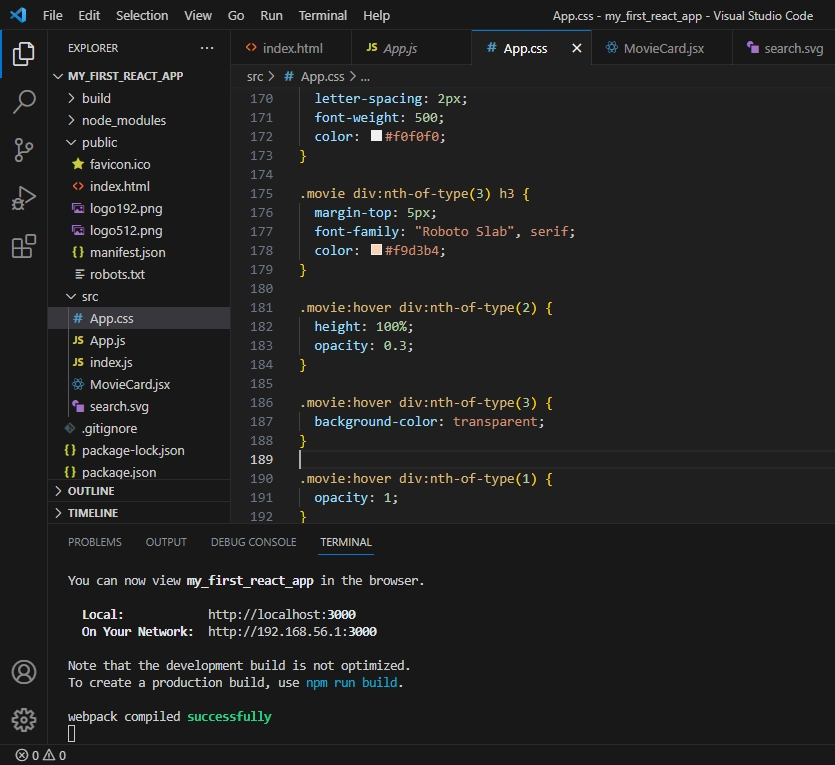 File Edit Selection View Go Run Terminal Help App.css - my_first_react_app - Visual Studio Code
EXPLORER ...
MY_FIRST_REACT_APP
build
node_modules
public
favicon.ico
<> index.html
logo192.png
logo512.png
{} manifest.json
robots.txt
src
# App.css
JS App.js
JS index.js
MovieCard.jsx
search.svg
.gitignore
{} package-lock.json
{} package.json
OUTLINE
TIMELINE
<> index.html JS App.js # App.css × MovieCard.jsx search.svg
src > # App.css > ...
170 letter-spacing: 2px;
171 font-weight: 500;
172 color: #f0f0f0;
173 }
174
175 .movie div:nth-of-type(3) h3 {
176 margin-top: 5px;
177 font-family: "Roboto Slab", serif;
178 color: #f9d3b4;
179 }
180
181 .movie:hover div:nth-of-type(2) {
182 height: 100%;
183 opacity: 0.3;
184 }
185
186 .movie:hover div:nth-of-type(3) {
187 background-color: transparent;
188 }
189
190 .movie:hover div:nth-of-type(1) {
191 opacity: 1;
192 }
PROBLEMS OUTPUT DEBUG CONSOLE TERMINAL
You can now view my_first_react_app in the browser.
Local: http://localhost:3000
On Your Network: http://192.168.56.1:3000
Note that the development build is not optimized.
To create a production build, use npm run build.
webpack compiled successfully
0 0